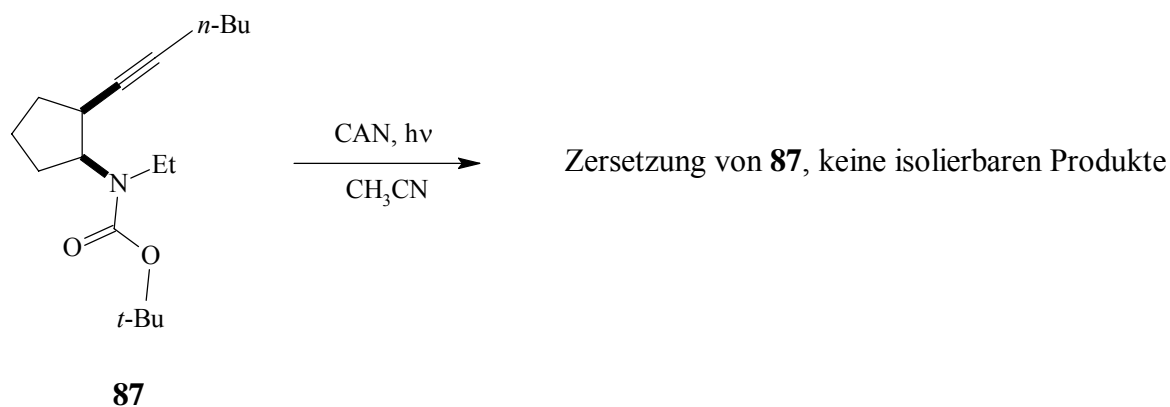 n-Bu
CAN, hν
CH₃CN
Zersetzung von 87, keine isolierbaren Produkte
N
Et
O
O
t-Bu
87